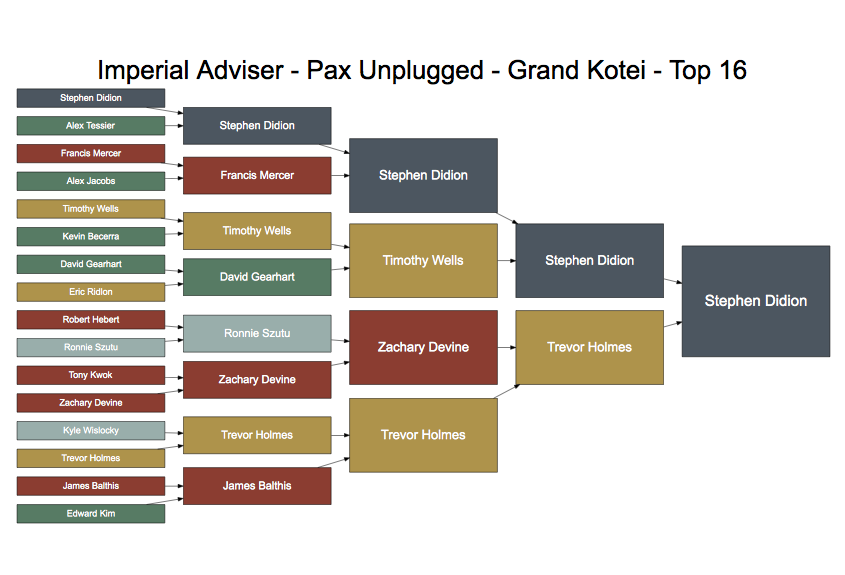 Imperial Adviser - Pax Unplugged - Grand Kotei - Top 16
Stephen Didion
Alex Tessier
Francis Mercer
Alex Jacobs
Timothy Wells
Kevin Becerra
David Gearhart
Eric Ridlon
Robert Hebert
Ronnie Szutu
Tony Kwok
Zachary Devine
Kyle Wislocky
Trevor Holmes
James Balthis
Edward Kim
Stephen Didion
Francis Mercer
Timothy Wells
David Gearhart
Ronnie Szutu
Zachary Devine
Trevor Holmes
James Balthis
Stephen Didion
Timothy Wells
Zachary Devine
Trevor Holmes
Stephen Didion
Trevor Holmes
Stephen Didion